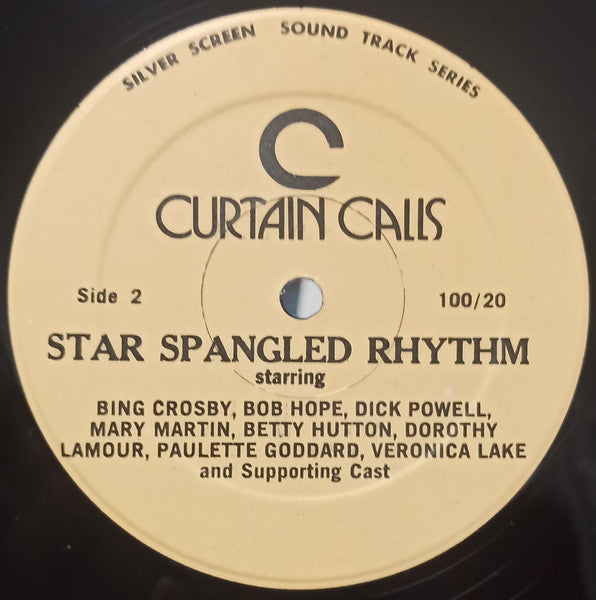 SILVER SCREEN SOUND TRACK SERIES
CURTAIN CALLS
Side 2
100/20
STAR SPANGLED RHYTHM
starring
BING CROSBY, BOB HOPE, DICK POWELL,
MARY MARTIN, BETTY HUTTON, DOROTHY
LAMOUR, PAULETTE GODDARD, VERONICA LAKE
and Supporting Cast